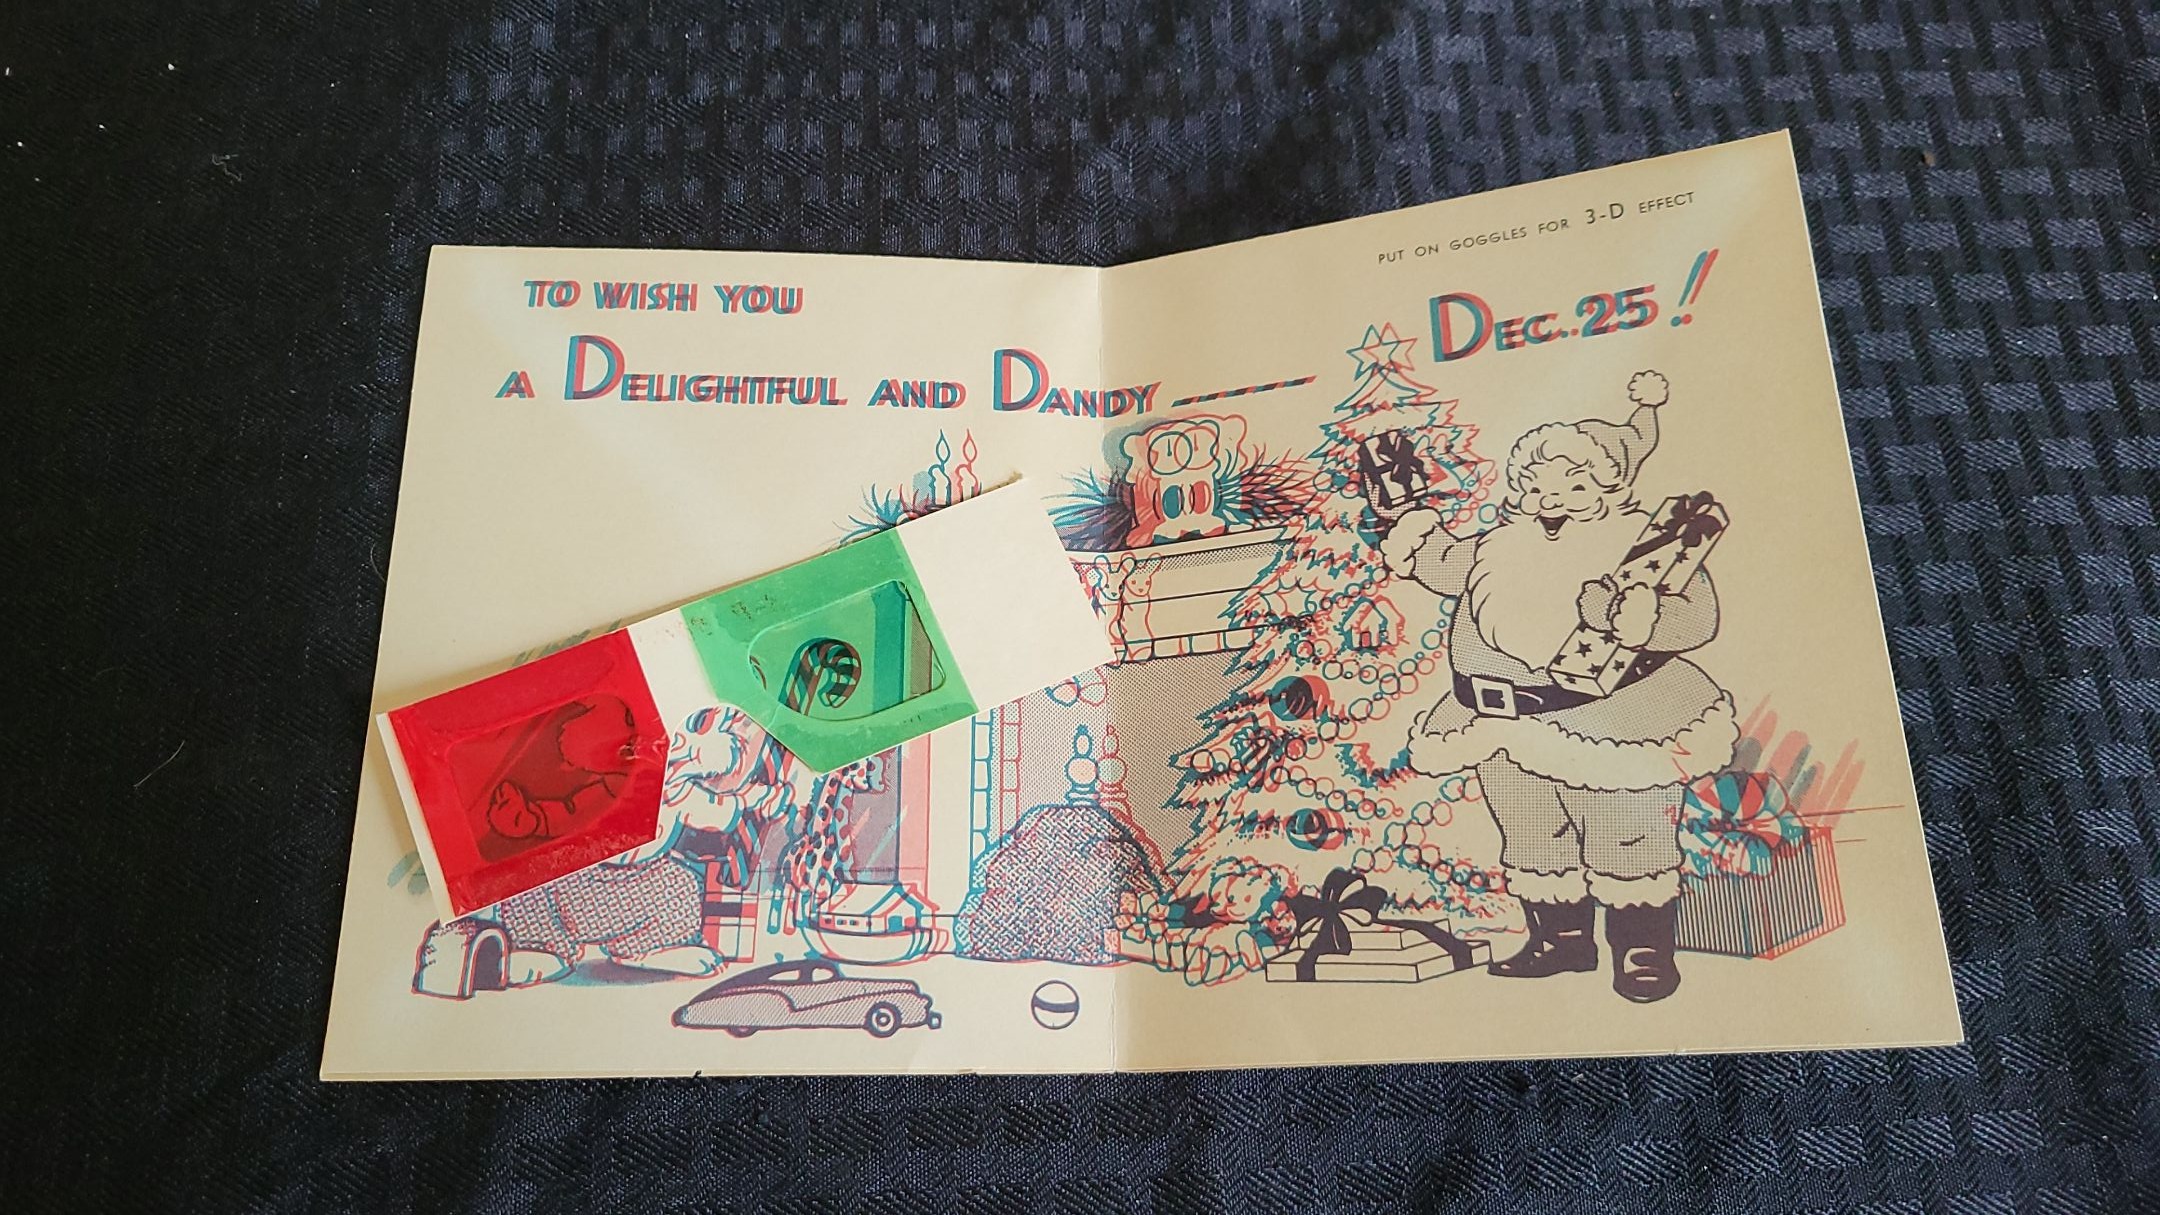 PUT ON GOGGLES FOR 3-D EFFECT
TO WISH YOU
A DELIGHTFUL AND DANDY —— DEC. 25!